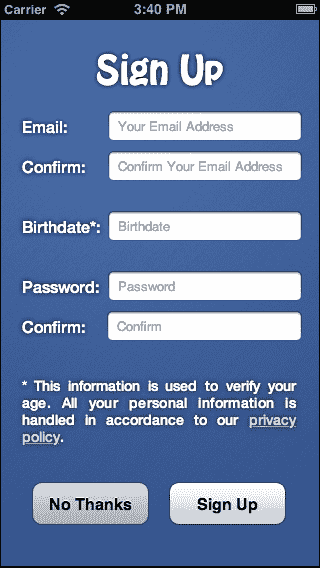 Carrier 3:40 PM
Sign Up
Email: Your Email Address
Confirm: Confirm Your Email Address
Birthdate*: Birthdate
Password: Password
Confirm: Confirm
* This information is used to verify your
age. All your personal information is
handled in accordance to our privacy
policy.
No Thanks Sign Up